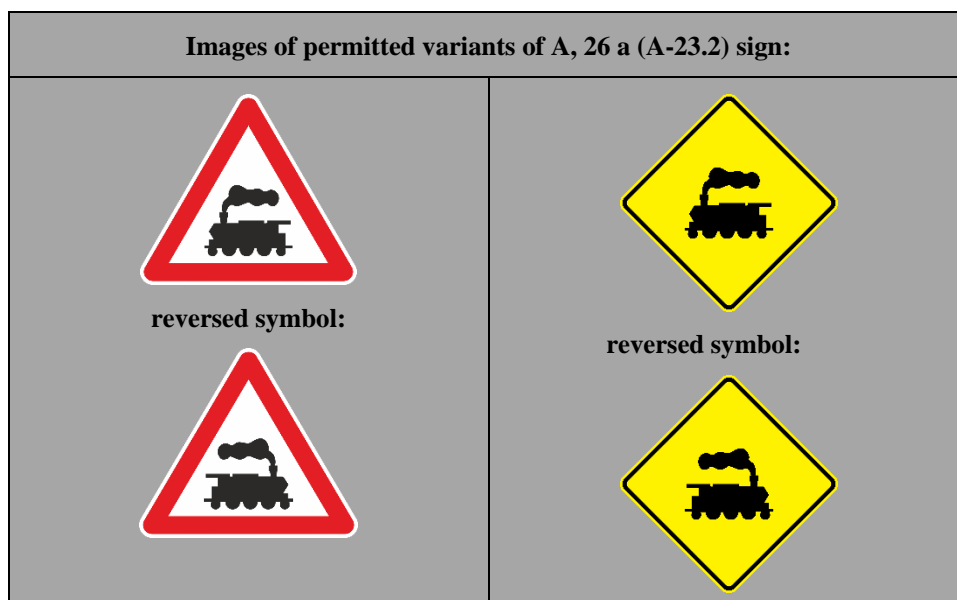 Images of permitted variants of A, 26 a (A-23.2) sign:
reversed symbol:
reversed symbol: